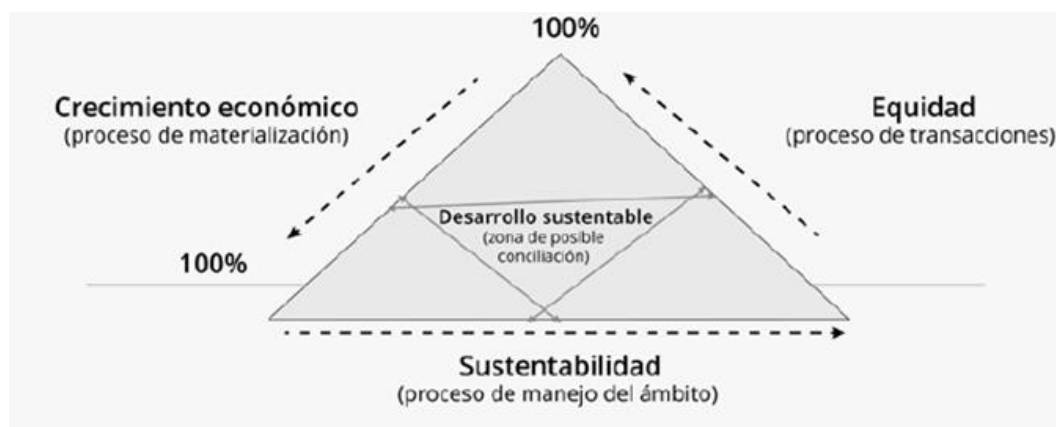 100%
Crecimiento económico
(proceso de materialización)
Equidad
(proceso de transacciones)
Desarrollo sustentable
(zona de posible
conciliación)
100%
Sustentabilidad
(proceso de manejo del ámbito)